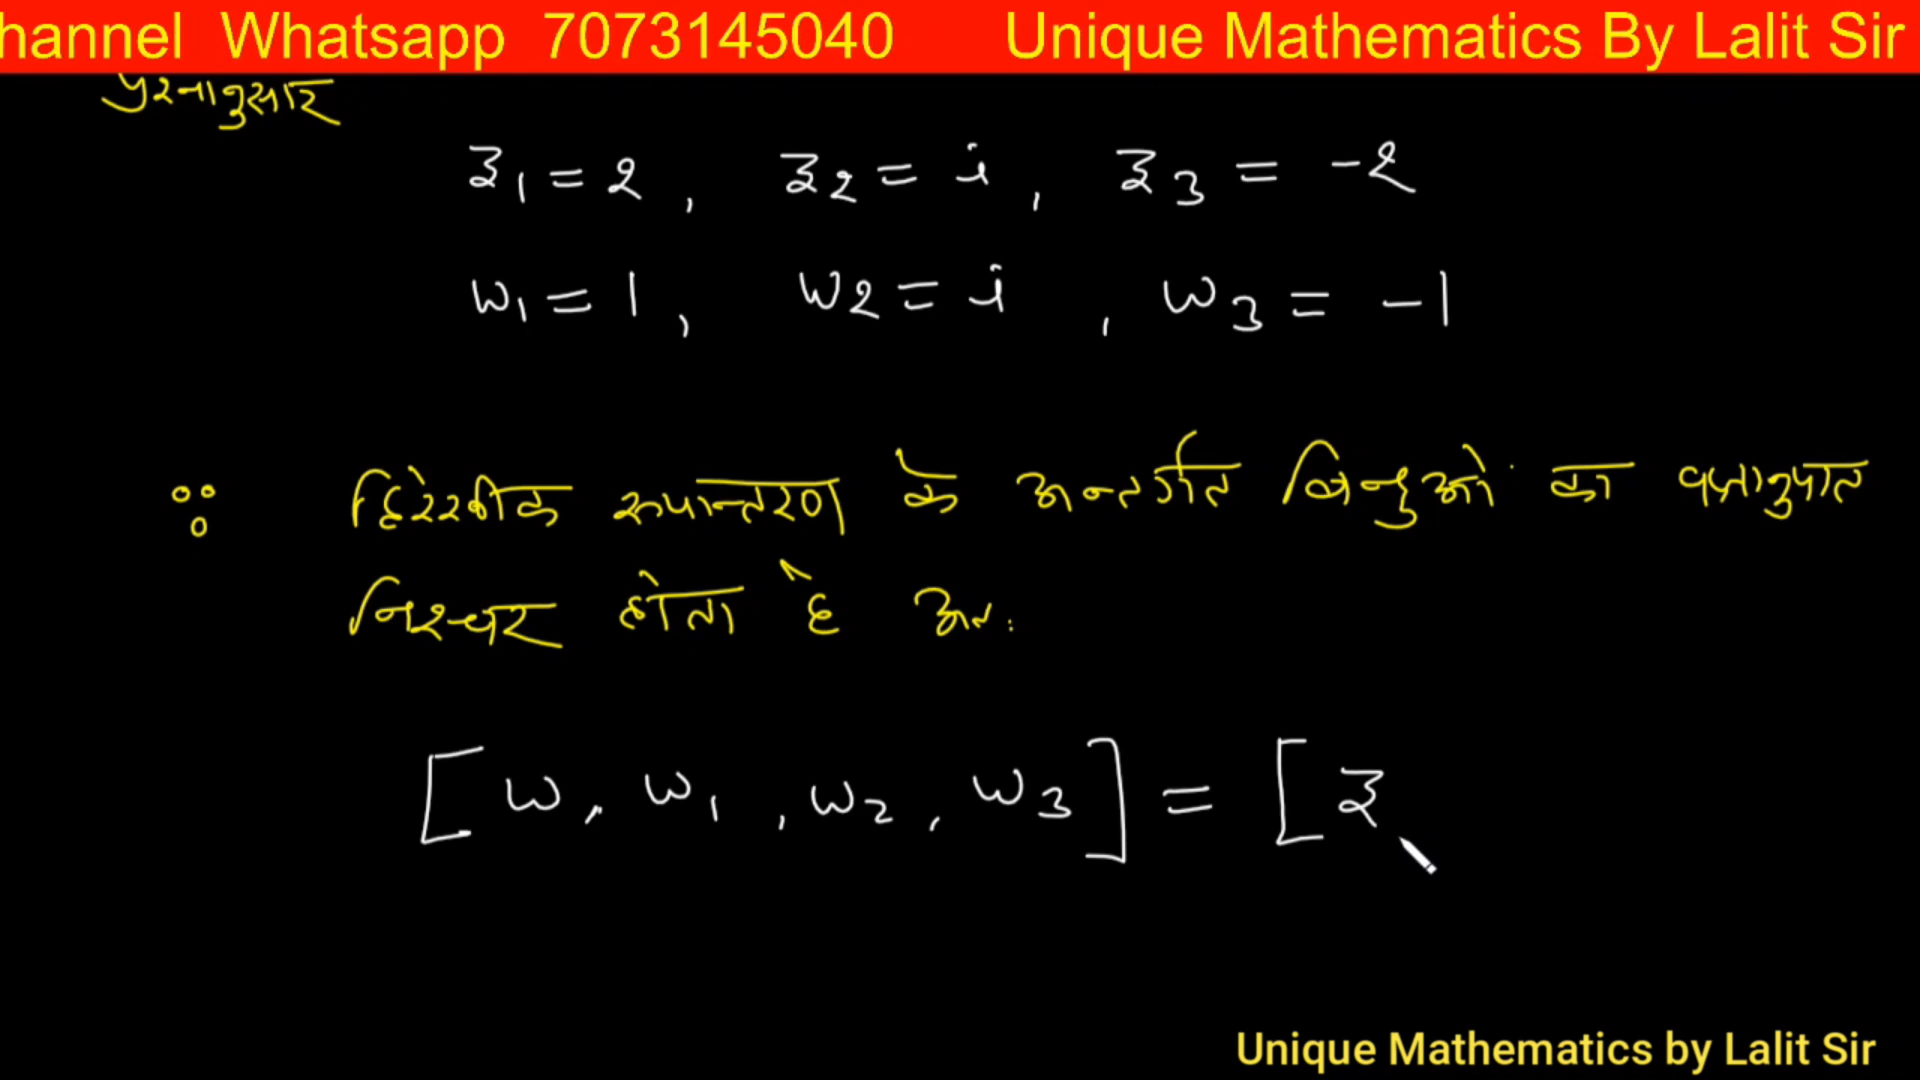 hannel Whatsapp 7073145040 Unique Mathematics By Lalit Sir
प्रश्नानुसार
z₁ = 2 , z₂ = i , z₃ = -2
w₁ = 1 , w₂ = i , w₃ = -1
∵ द्विरेखीक रूपान्तरण के अन्तर्गत बिन्दुओं का वज्रानुपात
निश्चर होता है अतः
[w, w₁, w₂, w₃] = [z
Unique Mathematics by Lalit Sir